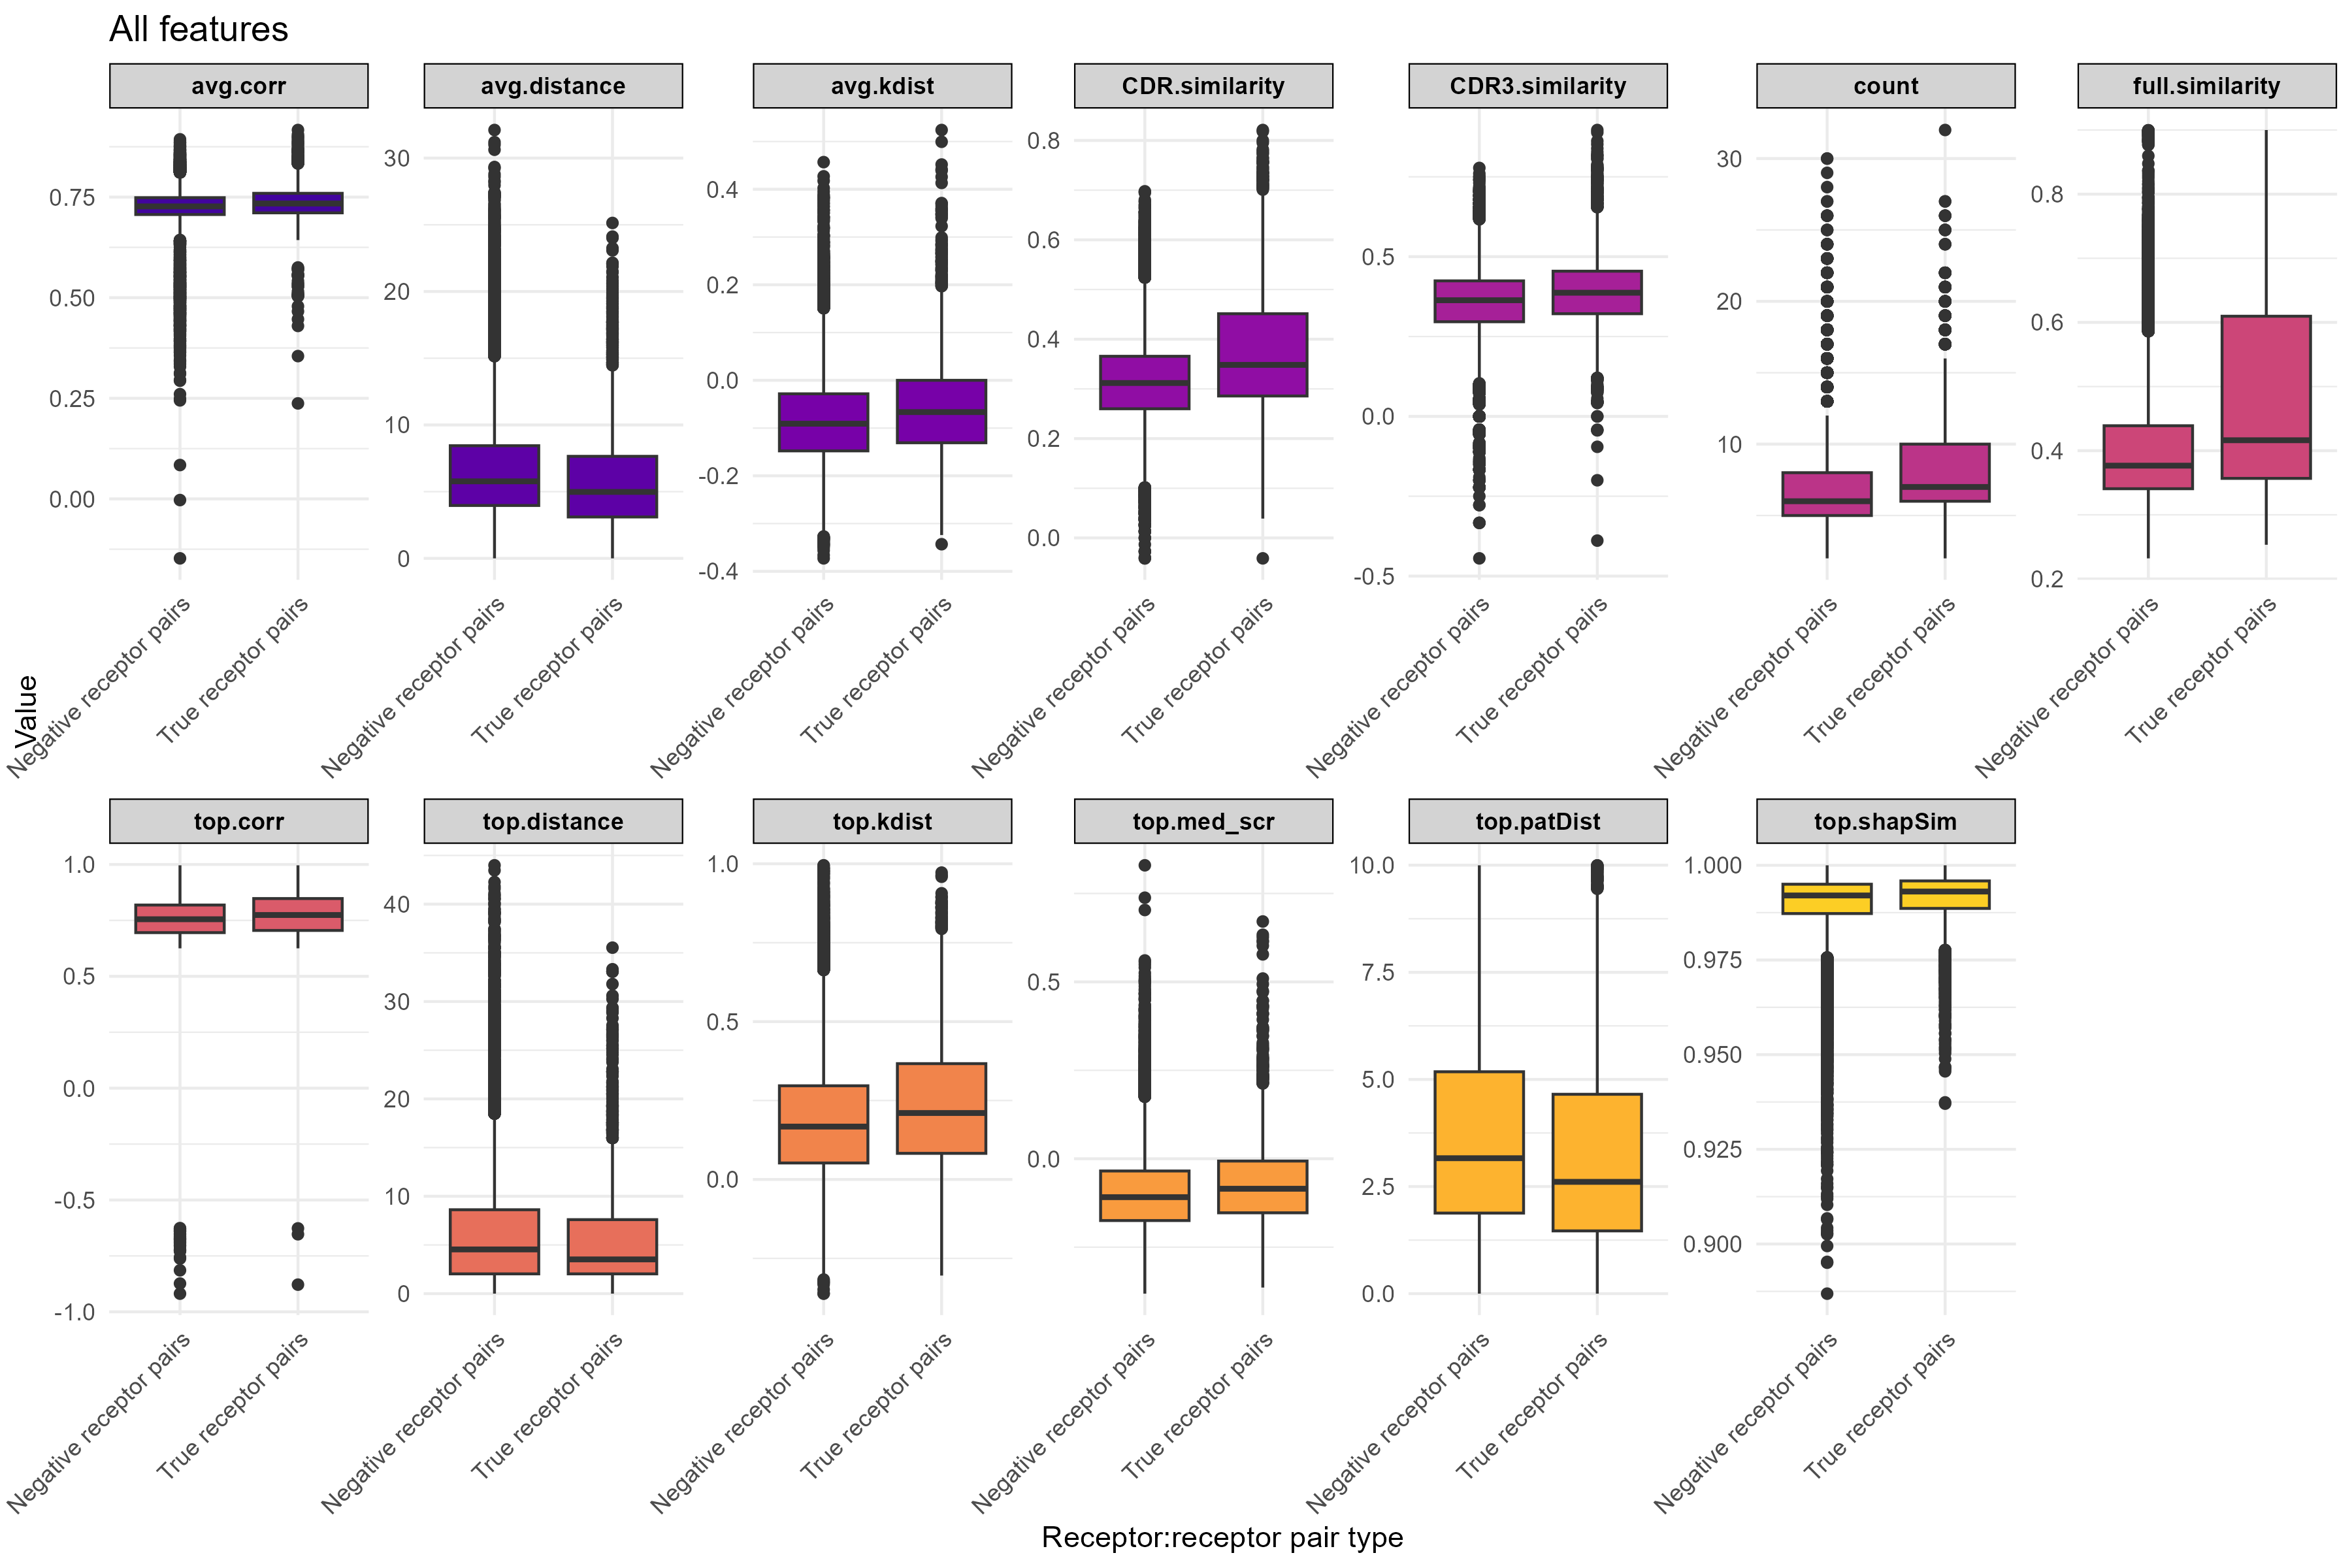 All features
avg.corr
avg.distance
avg.kdist
CDR.similarity
CDR3.similarity
count
full.similarity
0.75
0.50
0.25
0.00
30
20
10
0
0.4
0.2
0.0
-0.2
-0.4
0.8
0.6
0.4
0.2
0.0
0.5
0.0
-0.5
30
20
10
0.8
0.6
0.4
0.2
Negative receptor pairs
True receptor pairs
Negative receptor pairs
True receptor pairs
Negative receptor pairs
True receptor pairs
Negative receptor pairs
True receptor pairs
Negative receptor pairs
True receptor pairs
Negative receptor pairs
True receptor pairs
Negative receptor pairs
True receptor pairs
Value
top.corr
top.distance
top.kdist
top.med_scr
top.patDist
top.shapSim
1.0
0.5
0.0
-0.5
-1.0
40
30
20
10
0
1.0
0.5
0.0
0.5
0.0
10.0
7.5
5.0
2.5
0.0
1.000
0.975
0.950
0.925
0.900
Negative receptor pairs
True receptor pairs
Negative receptor pairs
True receptor pairs
Negative receptor pairs
True receptor pairs
Negative receptor pairs
True receptor pairs
Negative receptor pairs
True receptor pairs
Negative receptor pairs
True receptor pairs
Receptor:receptor pair type